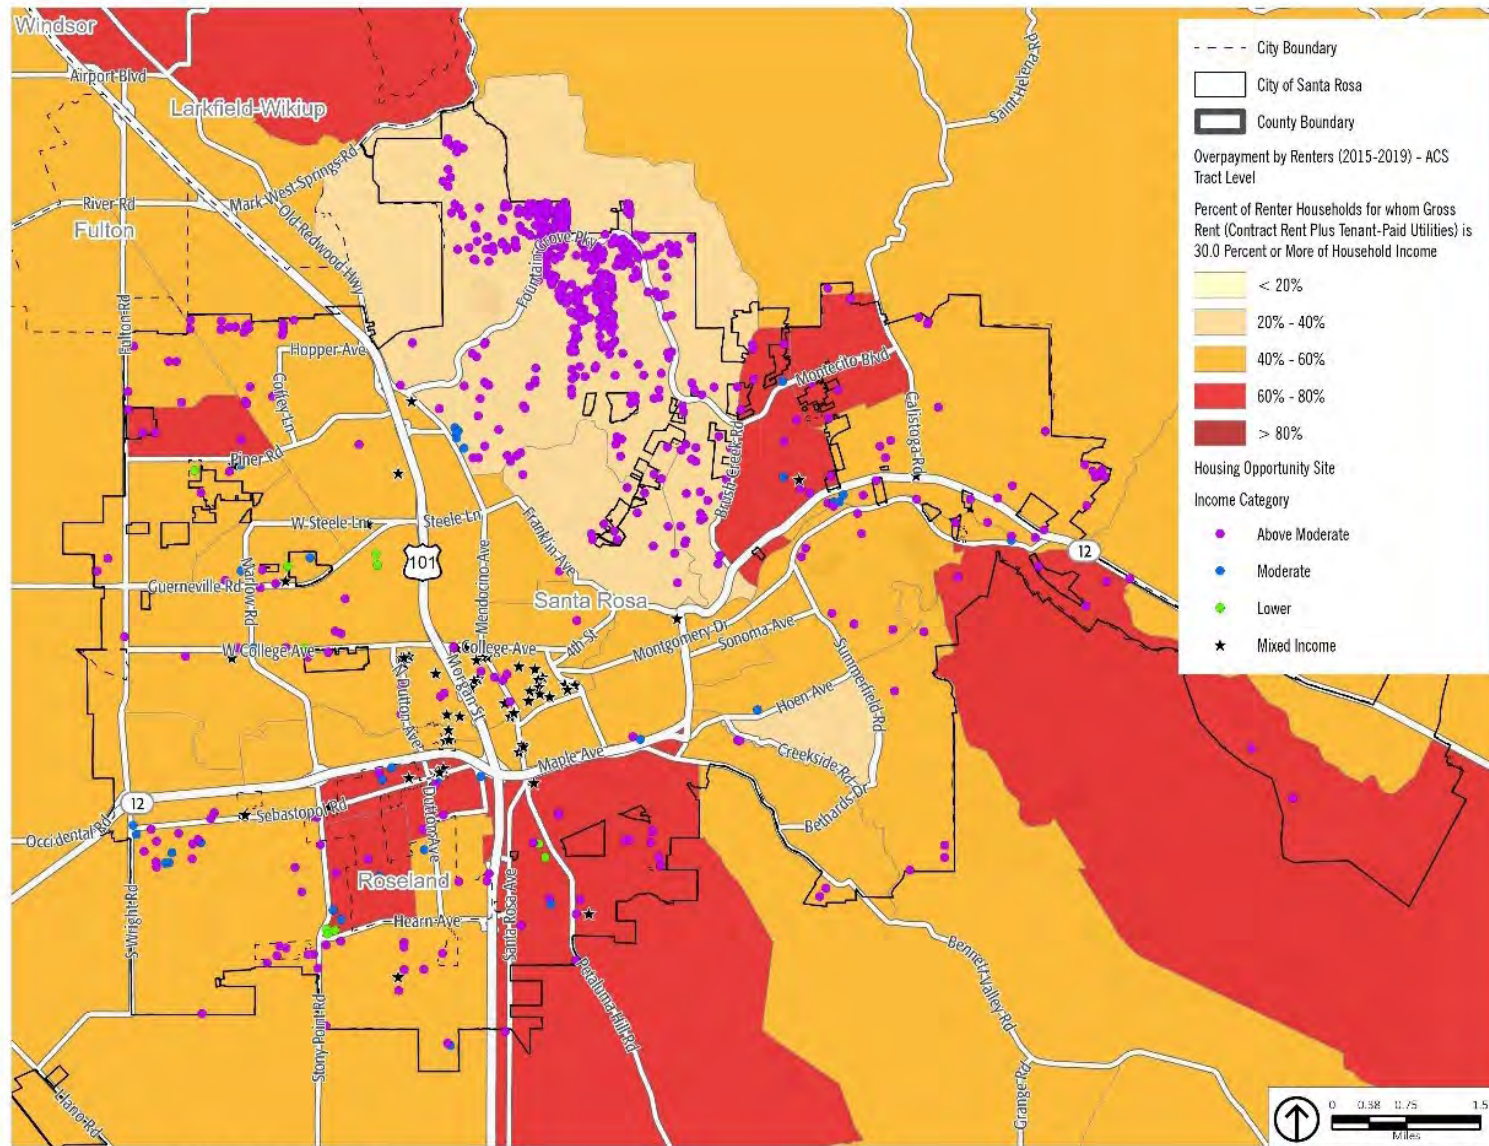 Windsor
Airport Blvd
Larkfield-Wikiup
Saint Helena Rd
River Rd
Mark West Springs Rd
Old Redwood Hwy
Fulton
Fountain Grove Pky
Fulton Rd
Hopper Ave
Coffey Ln
Montecito Blvd
Calistoga Rd
Brush Creek Rd
Piner Rd
W Steele Ln
Steele Ln
Franklin Ave
101
Mendocino Ave
Guerneville Rd
Marlow Rd
12
Santa Rosa
4th St
Montgomery Dr
Sonoma Ave
W College Ave
College Ave
Summerfield Rd
N Dutton Ave
Morgan St
Hoen Ave
Creekside Rd
Maple Ave
Bethards Dr
12
Sebastopol Rd
Occidental Rd
Dutton Ave
Roseland
S Wright Rd
Hearn Ave
Santa Rosa Ave
Stony Point Rd
Petaluma Hill Rd
Bennett Valley Rd
Grange Rd
Llano Rd
City Boundary
City of Santa Rosa
County Boundary
Overpayment by Renters (2015-2019) - ACS
Tract Level
Percent of Renter Households for whom Gross
Rent (Contract Rent Plus Tenant-Paid Utilities) is
30.0 Percent or More of Household Income
< 20%
20% - 40%
40% - 60%
60% - 80%
> 80%
Housing Opportunity Site
Income Category
Above Moderate
Moderate
Lower
Mixed Income
0 0.38 0.75 1.5
Miles